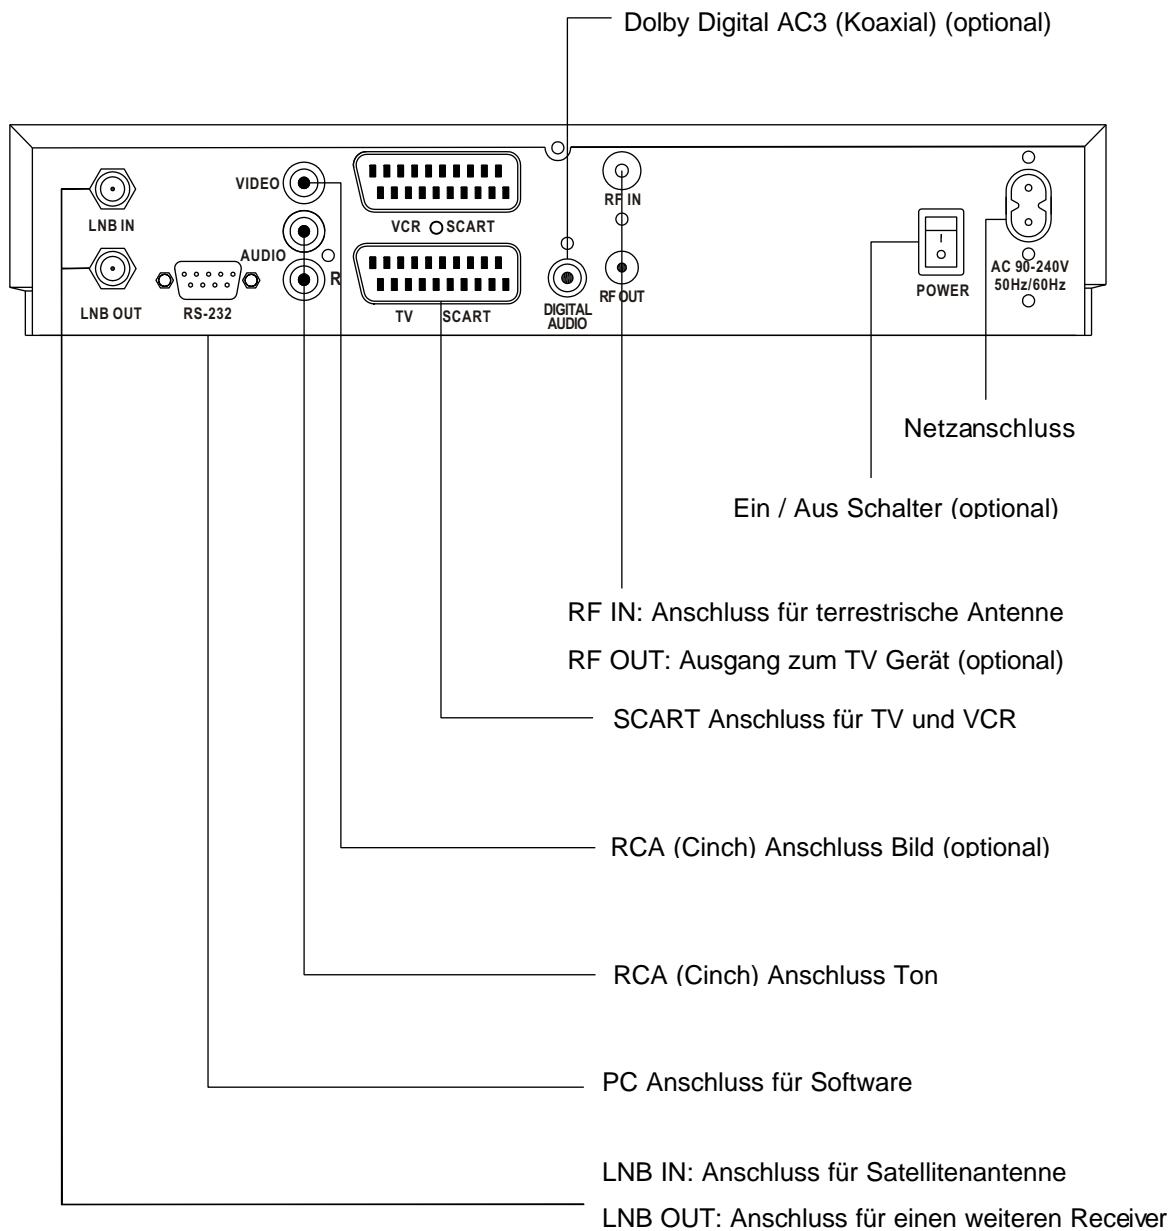 Dolby Digital AC3 (Koaxial) (optional)
VIDEO
RF IN
LNB IN
VCR SCART
AUDIO
R
AC 90-240V
50Hz/60Hz
POWER
RF OUT
LNB OUT
RS-232
TV SCART
DIGITAL
AUDIO
Netzanschluss
Ein / Aus Schalter (optional)
RF IN: Anschluss für terrestrische Antenne
RF OUT: Ausgang zum TV Gerät (optional)
SCART Anschluss für TV und VCR
RCA (Cinch) Anschluss Bild (optional)
RCA (Cinch) Anschluss Ton
PC Anschluss für Software
LNB IN: Anschluss für Satellitenantenne
LNB OUT: Anschluss für einen weiteren Receiver